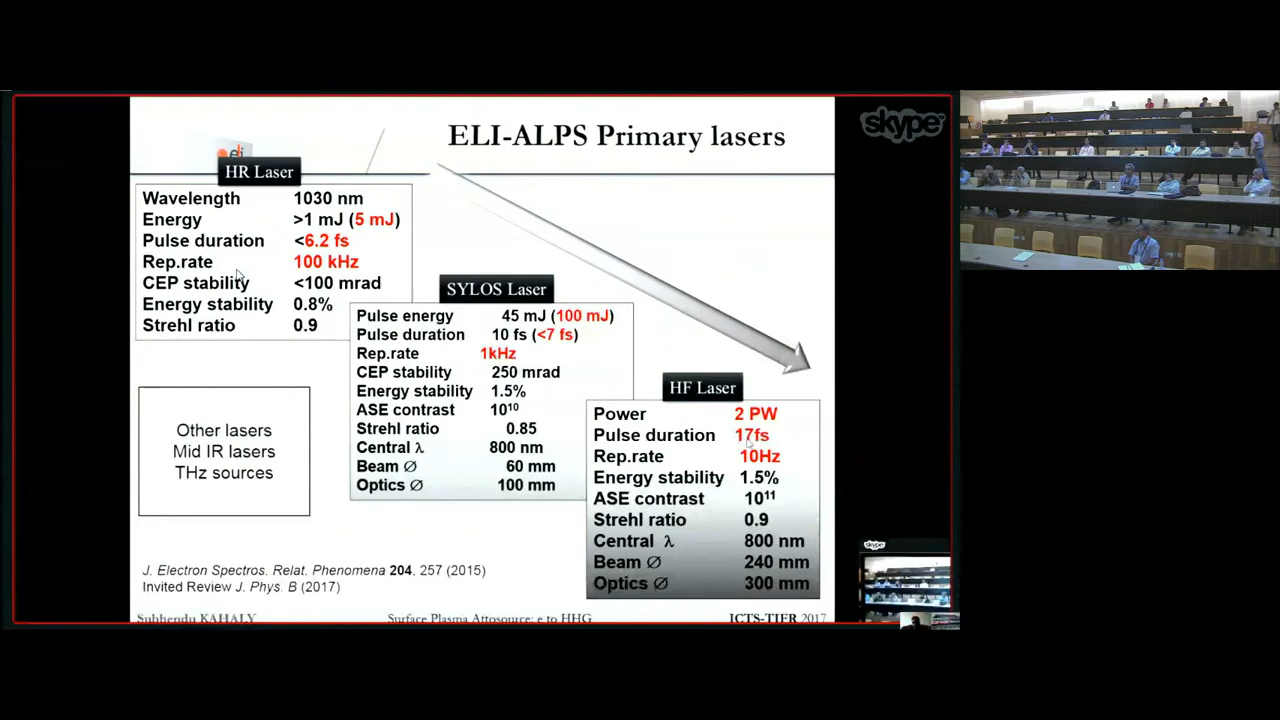 skype
ELI-ALPS Primary lasers
eli
HR Laser
Wavelength 1030 nm
Energy >1 mJ (5 mJ)
Pulse duration <6.2 fs
Rep.rate 100 kHz
CEP stability <100 mrad
Energy stability 0.8%
Strehl ratio 0.9
SYLOS Laser
Pulse energy 45 mJ (100 mJ)
Pulse duration 10 fs (<7 fs)
Rep.rate 1kHz
CEP stability 250 mrad
Energy stability 1.5%
ASE contrast 10¹⁰
Strehl ratio 0.85
Central λ 800 nm
Beam ∅ 60 mm
Optics ∅ 100 mm
HF Laser
Power 2 PW
Pulse duration 17fs
Rep.rate 10Hz
Energy stability 1.5%
ASE contrast 10¹¹
Strehl ratio 0.9
Central λ 800 nm
Beam ∅ 240 mm
Optics ∅ 300 mm
Other lasers
Mid IR lasers
THz sources
J. Electron Spectros. Relat. Phenomena 204, 257 (2015)
Invited Review J. Phys. B (2017)
Subhendu KAHALY Surface Plasma Attosource: e to HHG ICTS-TIFR 2017
skype